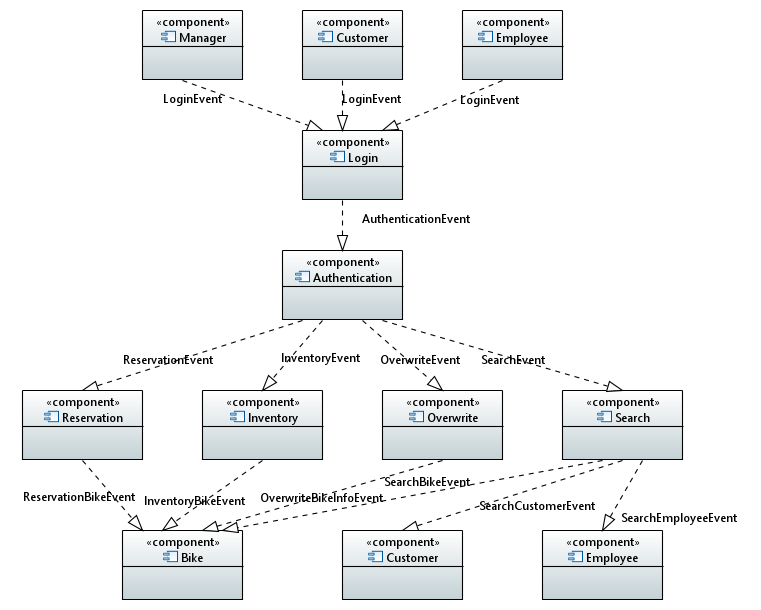 «component» «component» «component»
Manager Customer Employee
LoginEvent LoginEvent LoginEvent
«component»
Login
AuthenticationEvent
«component»
Authentication
ReservationEvent InventoryEvent OverwriteEvent SearchEvent
«component» «component» «component» «component»
Reservation Inventory Overwrite Search
SearchBikeEvent
ReservationBikeEvent InventoryBikeEvent OverwriteBikeInfoEvent
SearchCustomerEvent
SearchEmployeeEvent
«component» «component» «component»
Bike Customer Employee